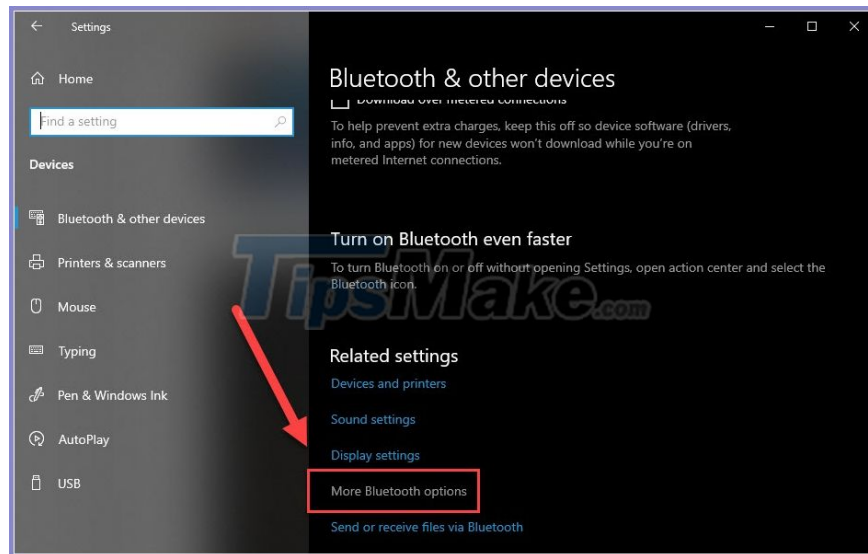 Settings
Home
Find a setting
Devices
Bluetooth & other devices
Printers & scanners
Mouse
Typing
Pen & Windows Ink
AutoPlay
USB
Bluetooth & other devices
Download over metered connections
To help prevent extra charges, keep this off so device software (drivers,
info, and apps) for new devices won't download while you're on
metered Internet connections.
Turn on Bluetooth even faster
To turn Bluetooth on or off without opening Settings, open action center and select the
Bluetooth icon.
TipsMake.com
Related settings
Devices and printers
Sound settings
Display settings
More Bluetooth options
Send or receive files via Bluetooth